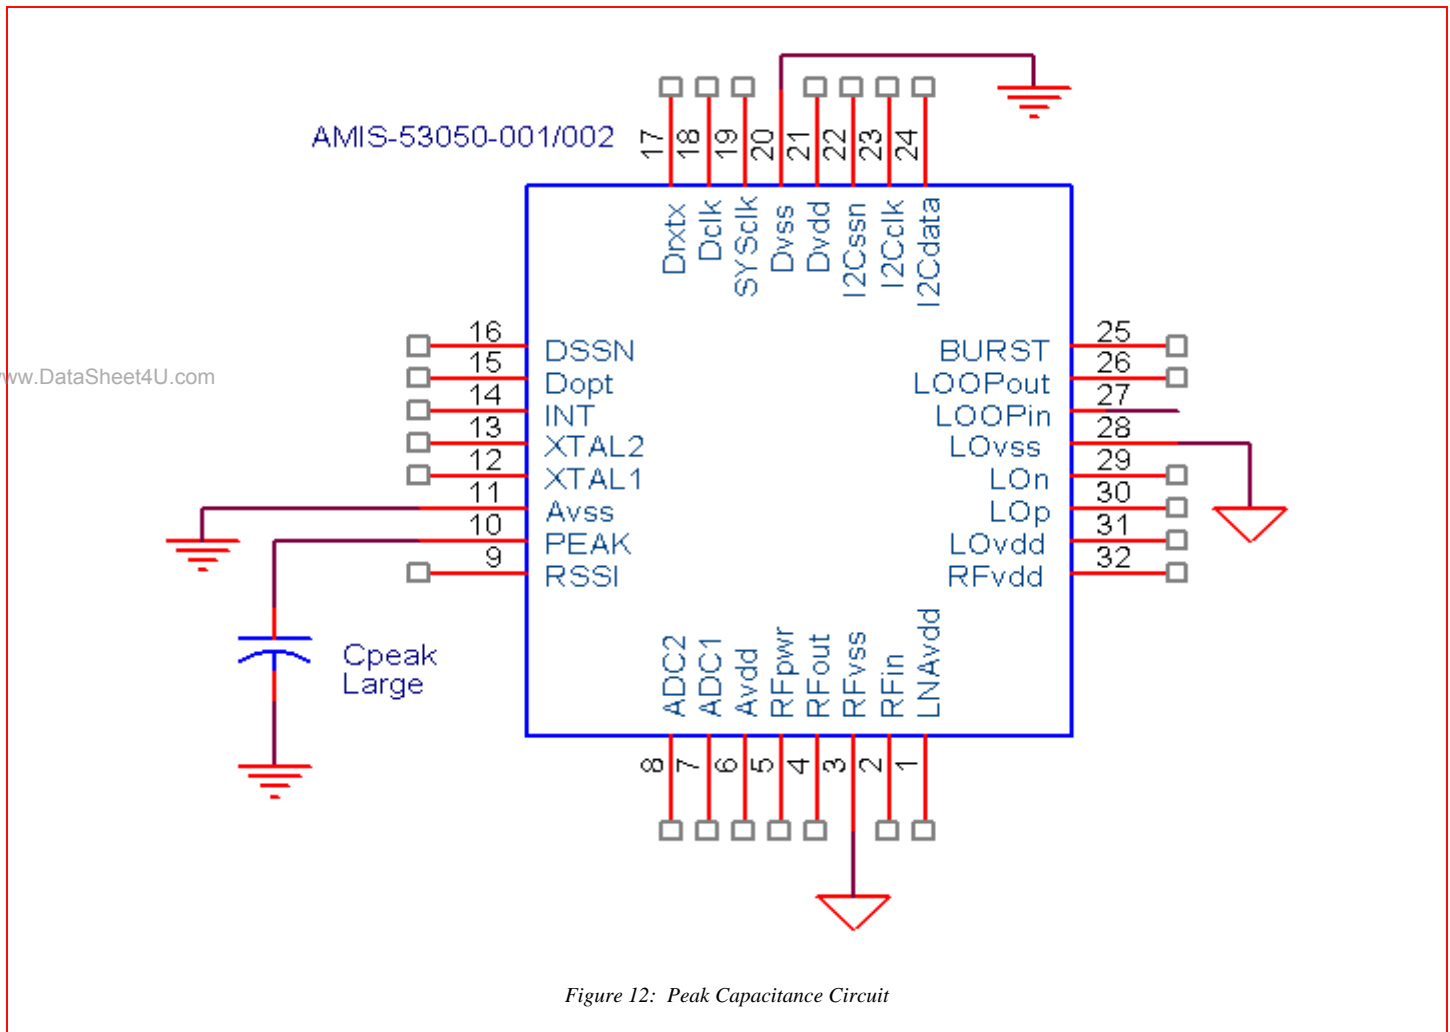 AMIS-53050-001/002
17
18
19
20
21
22
23
24
Drxtx
Dclk
SYSclk
Dvss
Dvdd
I2Cssn
I2Cclk
I2Cdata
16
DSSN
15
Dopt
14
INT
13
XTAL2
12
XTAL1
11
Avss
10
PEAK
9
RSSI
25
BURST
26
LOOPout
27
LOOPin
28
LOvss
29
LOn
30
LOp
31
LOvdd
32
RFvdd
www.DataSheet4U.com
Cpeak
Large
ADC2
ADC1
Avdd
RFpwr
RFout
RFvss
RFin
LNAvdd
8
7
6
5
4
3
2
1
Figure 12: Peak Capacitance Circuit